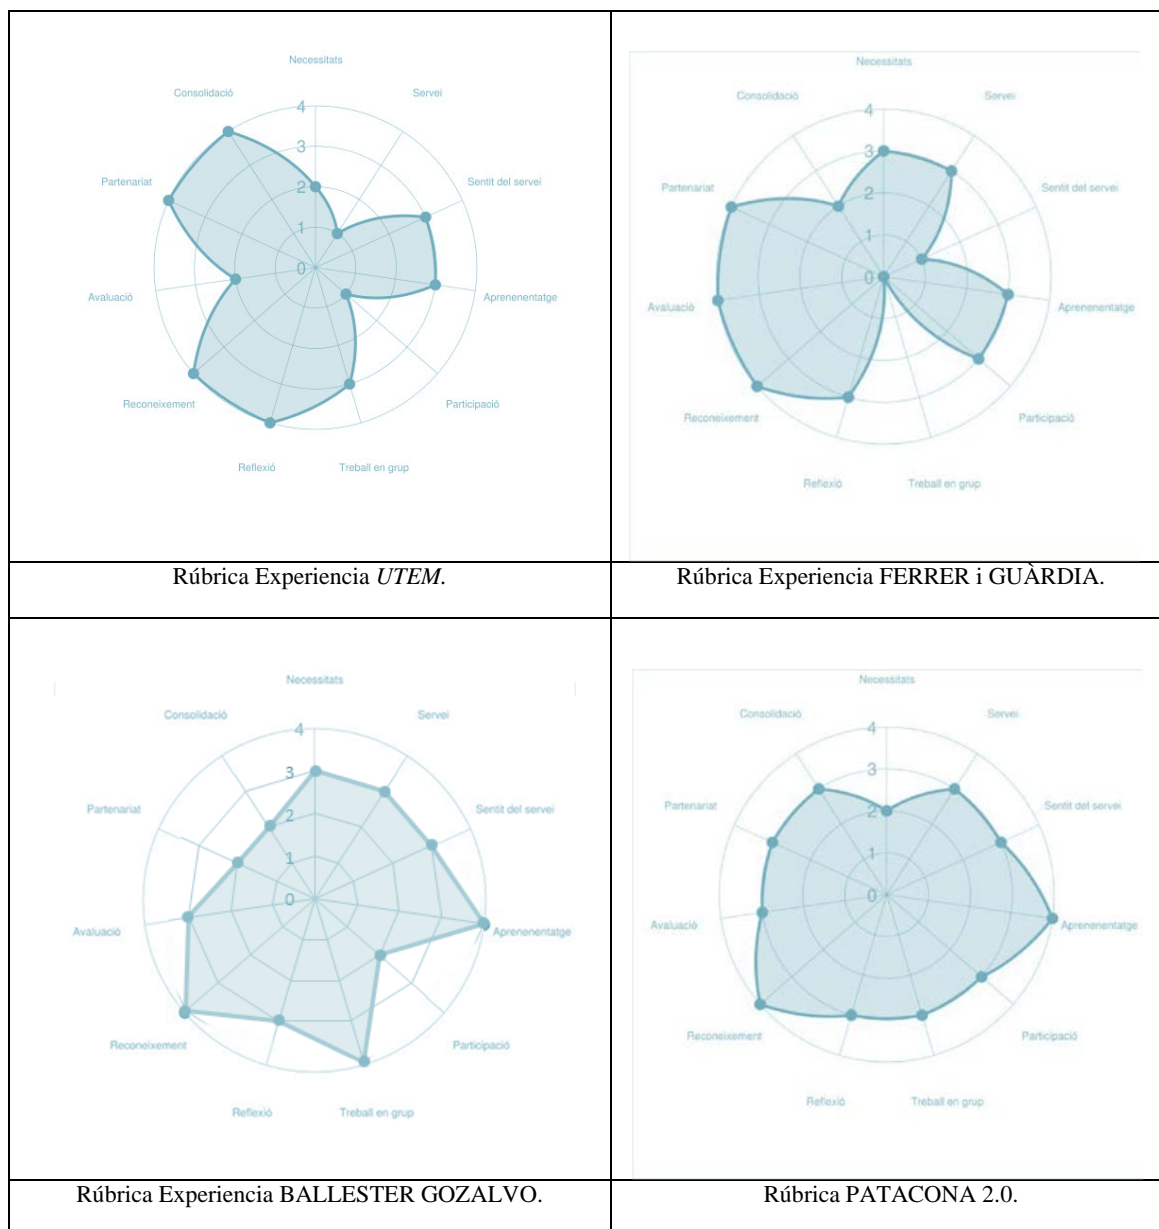 Necessitats
Consolidació
Servei
4
3
Partenariat
Sentit del servei
2
1
0
Avaluació
Aprenenentatge
Reconeixement
Participació
Reflexió
Treball en grup
Rúbrica Experiencia UTEM.
Necessitats
Consolidació
Servei
4
3
Partenariat
Sentit del servei
2
1
0
Avaluació
Aprenenentatge
Reconeixement
Participació
Reflexió
Treball en grup
Rúbrica Experiencia FERRER i GUÀRDIA.
Necessitats
Consolidació
Servei
4
3
Partenariat
Sentit del servei
2
1
0
Avaluació
Aprenenentatge
Reconeixement
Participació
Reflexió
Treball en grup
Rúbrica Experiencia BALLESTER GOZALVO.
Necessitats
Consolidació
Servei
4
3
Partenariat
Sentit del servei
2
1
0
Avaluació
Aprenenentatge
Reconeixement
Participació
Reflexió
Treball en grup
Rúbrica PATACONA 2.0.